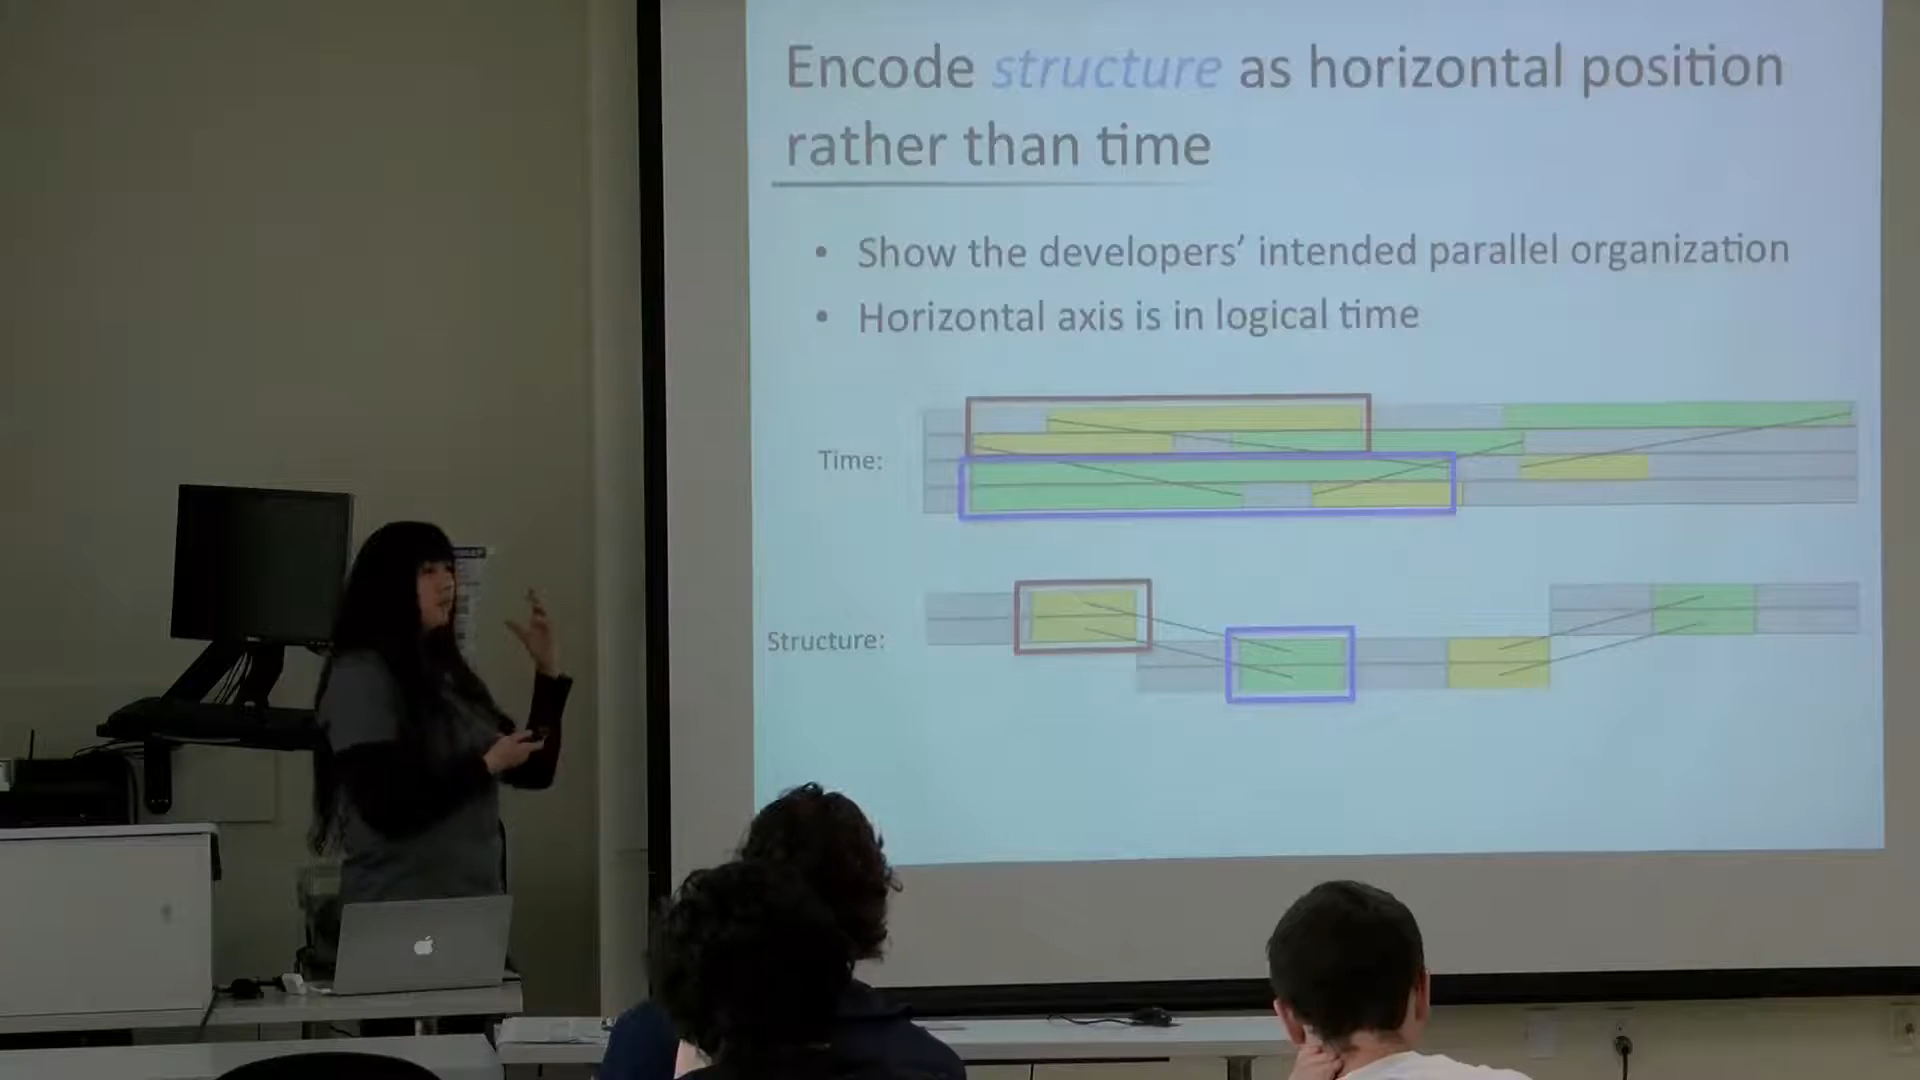 Encode structure as horizontal position
rather than time
• Show the developers’ intended parallel organization
• Horizontal axis is in logical time
Time:
Structure: